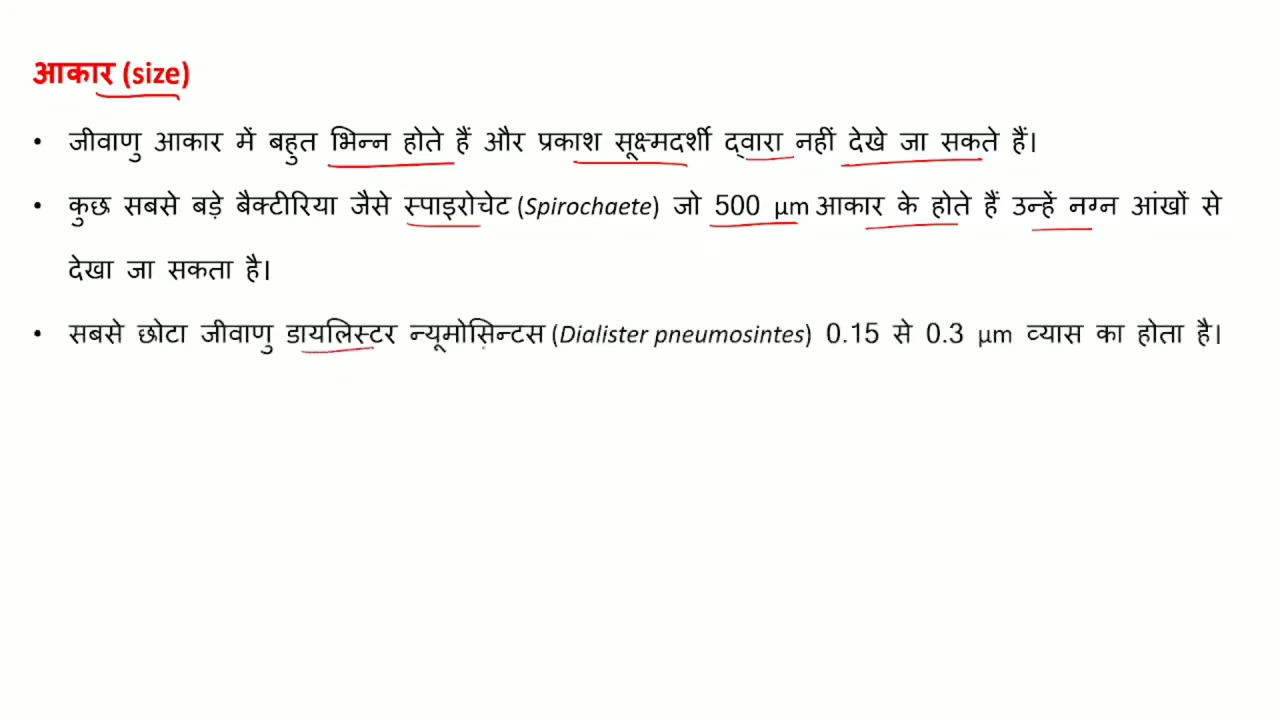 आकार (size)
• जीवाणु आकार में बहुत भिन्न होते हैं और प्रकाश सूक्ष्मदर्शी द्वारा नहीं देखे जा सकते हैं।
• कुछ सबसे बड़े बैक्टीरिया जैसे स्पाइरोचेट (Spirochaete) जो 500 µm आकार के होते हैं उन्हें नग्न आंखों से
देखा जा सकता है।
• सबसे छोटा जीवाणु डायलिस्टर न्यूमोसिन्टस (Dialister pneumosintes) 0.15 से 0.3 µm व्यास का होता है।